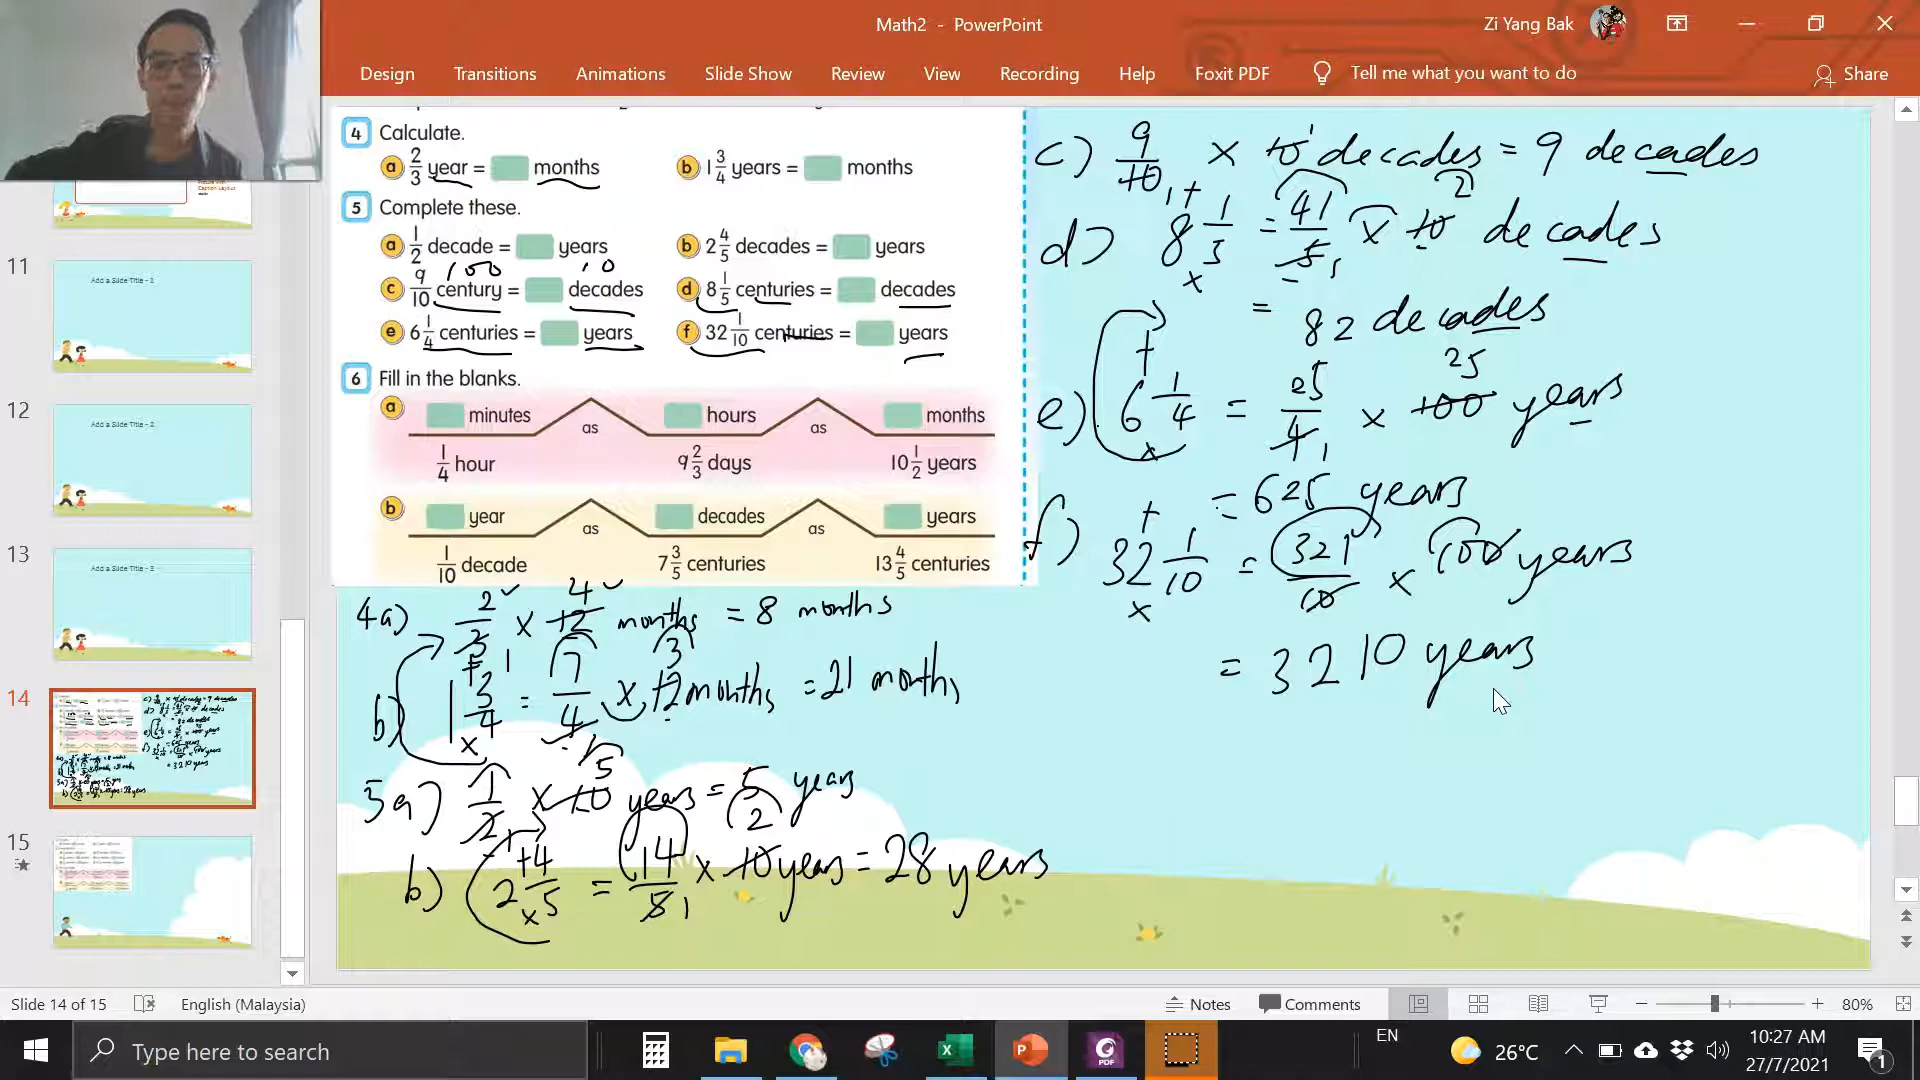 Math2 - PowerPoint
Zi Yang Bak
Design Transitions Animations Slide Show Review View Recording Help Foxit PDF Tell me what you want to do Share
11
Add a Slide Title - 2
12
Add a Slide Title - 2
13
Add a Slide Title - 3
14
15
4 Calculate.
a 2/3 year = months
b 1 3/4 years = months
5 Complete these.
a 1/2 decade = years
b 2 4/5 decades = years
100 10
c 9/10 century = decades
d 8 1/5 centuries = decades
e 6 1/4 centuries = years
f 32 1/10 centuries = years
6 Fill in the blanks.
a minutes as hours as months
1/4 hour 9 2/3 days 10 1/2 years
b year as decades as years
1/10 decade 7 3/5 centuries 13 4/5 centuries
4a) 2/3 x 12 months = 8 months
b) 1 3/4 = 7/4 x 12 months = 21 months
5a) 1/2 x 10 years = 5 years
b) 2 4/5 = 14/5 x 10 years = 28 years
c) 9/10 x 10 decades = 9 decades
d) 8 1/3 = 41/5 x 10 decades
= 82 decades
e) 6 1/4 = 25/4 x 100 years
= 625 years
f) 32 1/10 = 321/10 x 100 years
= 3210 years
Slide 14 of 15 English (Malaysia) Notes Comments 80%
Type here to search
EN
26°C
10:27 AM
27/7/2021
1